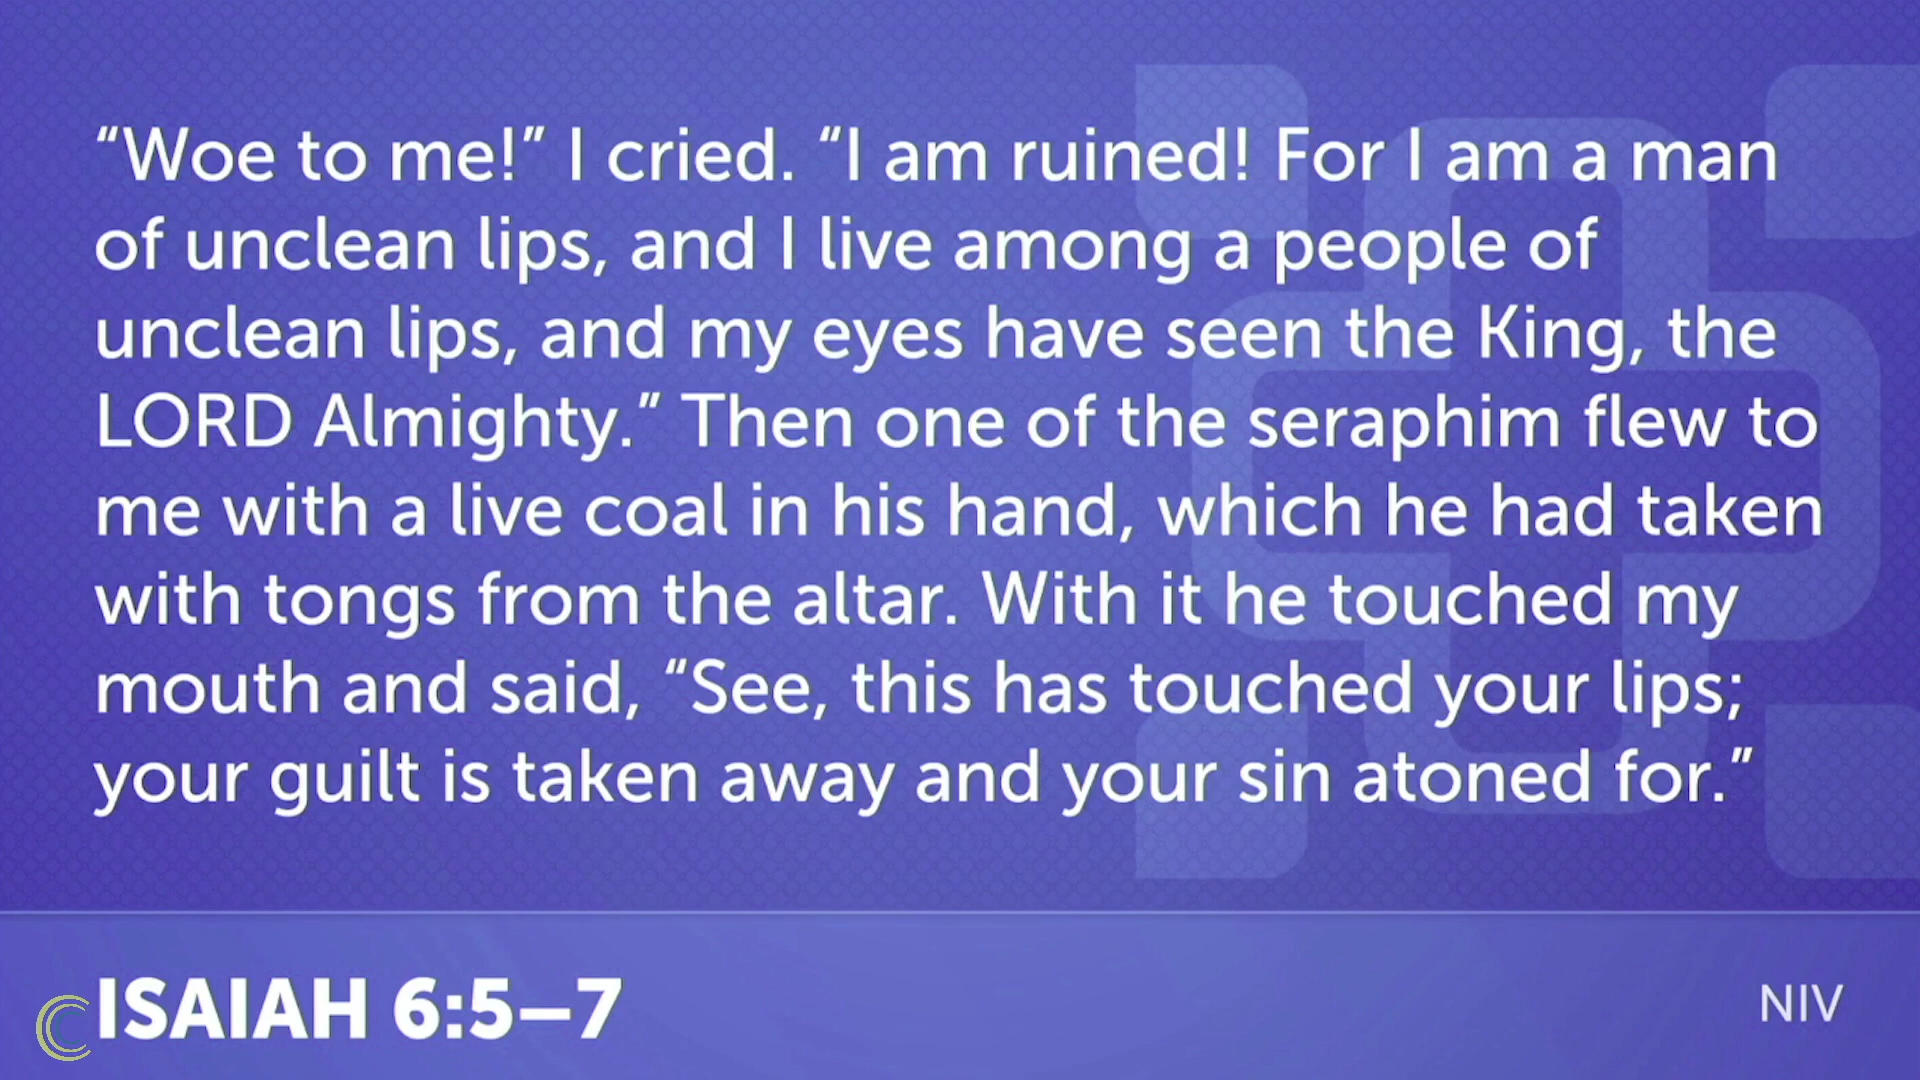 “Woe to me!” I cried. “I am ruined! For I am a man
of unclean lips, and I live among a people of
unclean lips, and my eyes have seen the King, the
LORD Almighty.” Then one of the seraphim flew to
me with a live coal in his hand, which he had taken
with tongs from the altar. With it he touched my
mouth and said, “See, this has touched your lips;
your guilt is taken away and your sin atoned for.”
ISAIAH 6:5–7
NIV